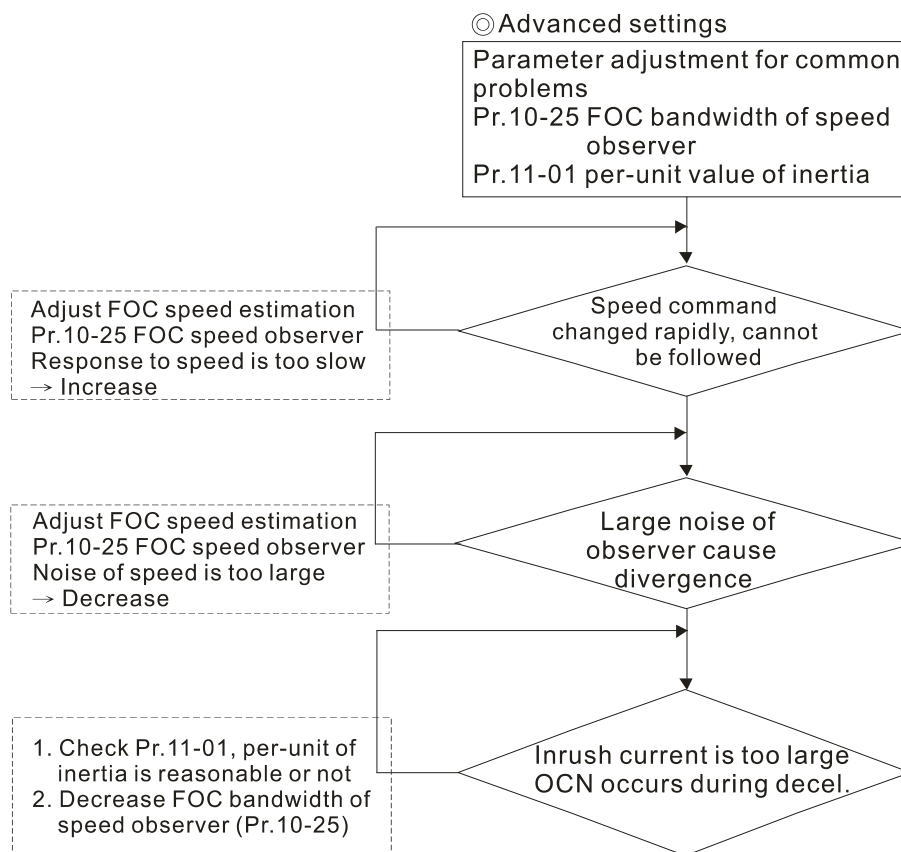 ◎ Advanced settings
Parameter adjustment for common
problems
Pr.10-25 FOC bandwidth of speed
observer
Pr.11-01 per-unit value of inertia
Adjust FOC speed estimation
Pr.10-25 FOC speed observer
Response to speed is too slow
→ Increase
Speed command
changed rapidly, cannot
be followed
Adjust FOC speed estimation
Pr.10-25 FOC speed observer
Noise of speed is too large
→ Decrease
Large noise of
observer cause
divergence
1. Check Pr.11-01, per-unit of
inertia is reasonable or not
2. Decrease FOC bandwidth of
speed observer (Pr.10-25)
Inrush current is too large
OCN occurs during decel.